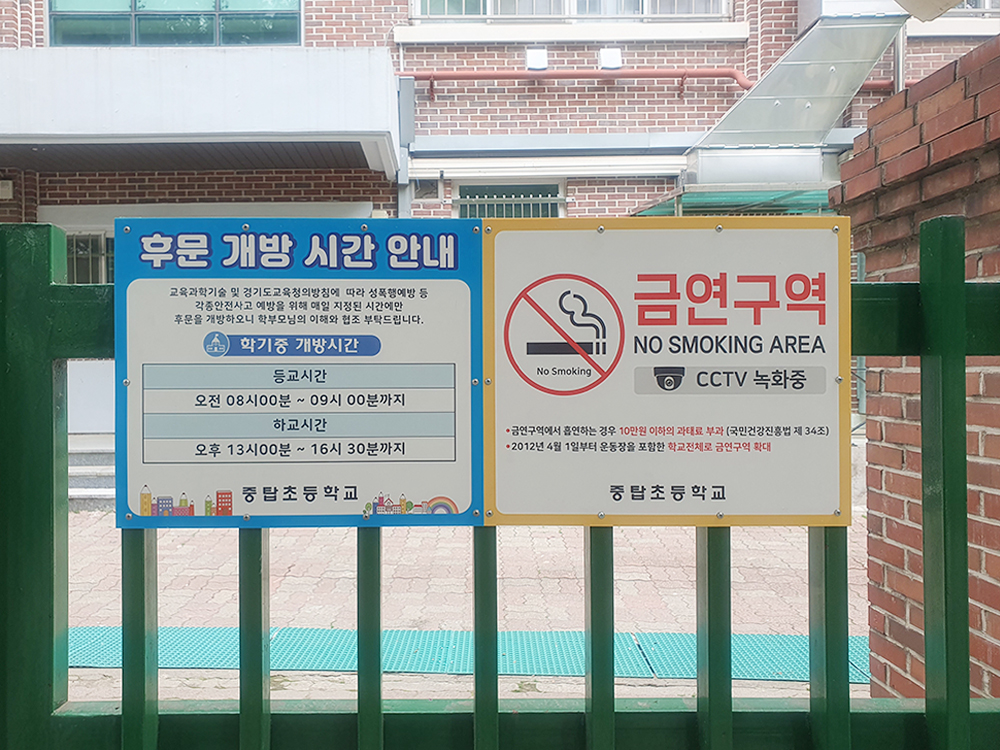 후문 개방 시간 안내
교육과학기술 및 경기도교육청의방침에 따라 성폭행예방 등
각종안전사고 예방을 위해 매일 지정된 시간에만
후문을 개방하오니 학부모님의 이해와 협조 부탁드립니다.
학기중 개방시간
등교시간
오전 08시00분 ~ 09시 00분까지
하교시간
오후 13시00분 ~ 16시 30분까지
중탑초등학교
금연구역
NO SMOKING AREA
No Smoking
CCTV 녹화중
•금연구역에서 흡연하는 경우 10만원 이하의 과태료 부과 (국민건강진흥법 제 34조)
•2012년 4월 1일부터 운동장을 포함한 학교전체로 금연구역 확대
중탑초등학교